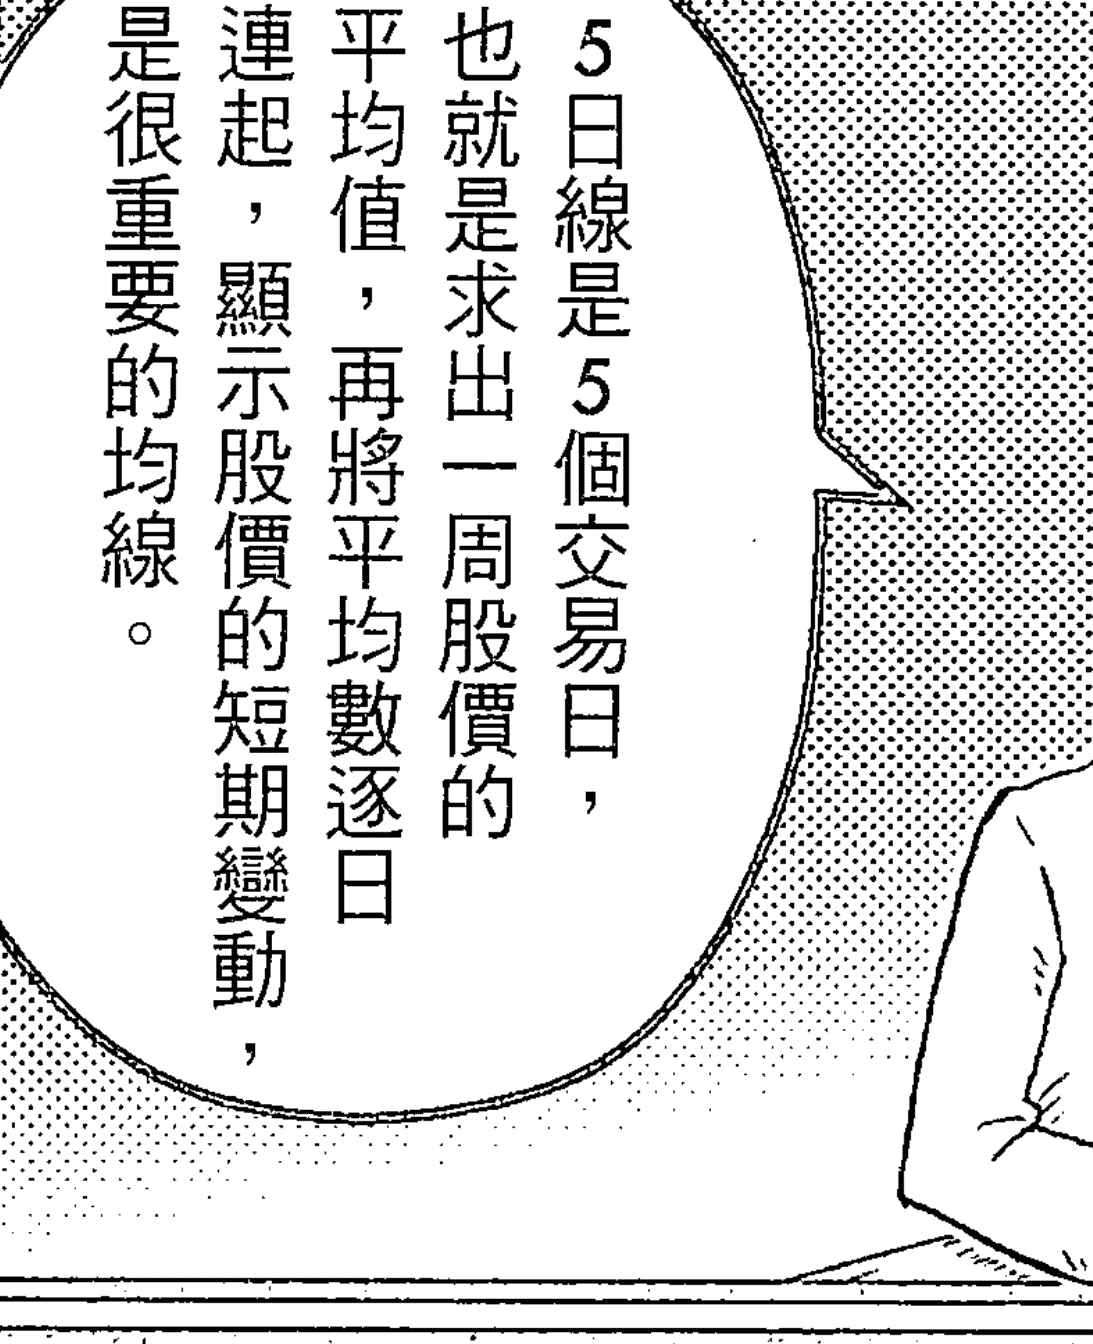 5日線是5個交易日，
也就是求出一周股價的
平均值，再將平均數逐日
連起，顯示股價的短期變動，
是很重要的均線。